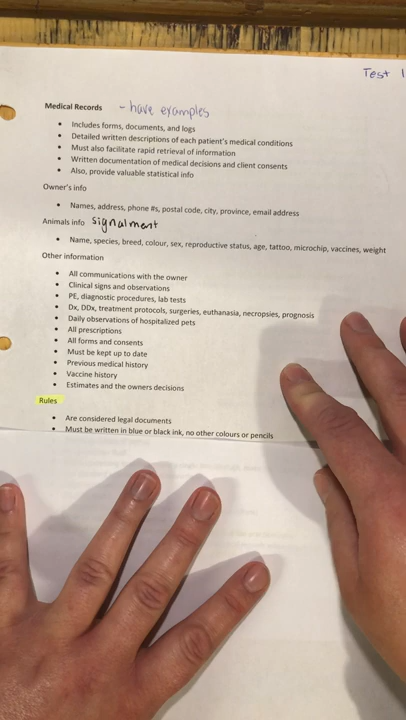 Test 1
Medical Records - have examples
• Includes forms, documents, and logs
• Detailed written descriptions of each patient's medical conditions
• Must also facilitate rapid retrieval of information
• Written documentation of medical decisions and client consents
• Also, provide valuable statistical info
Owner's info
• Names, address, phone #s, postal code, city, province, email address
Animals info signalment
• Name, species, breed, colour, sex, reproductive status, age, tattoo, microchip, vaccines, weight
Other information
• All communications with the owner
• Clinical signs and observations
• PE, diagnostic procedures, lab tests
• Dx, DDx, treatment protocols, surgeries, euthanasia, necropsies, prognosis
• Daily observations of hospitalized pets
• All prescriptions
• All forms and consents
• Must be kept up to date
• Previous medical history
• Vaccine history
• Estimates and the owners decisions
Rules
• Are considered legal documents
• Must be written in blue or black ink, no other colours or pencils